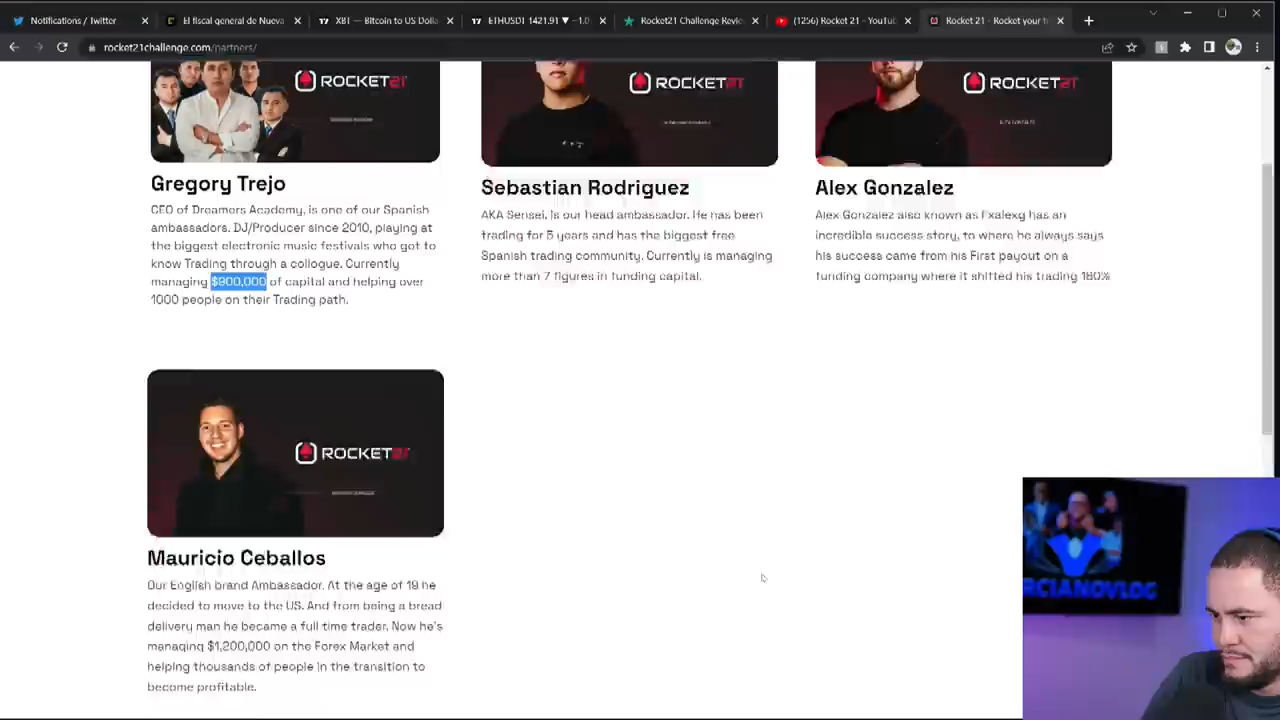 Notifications / Twitter
El fiscal general de Nueva
XBT — Bitcoin to US Dolla
ETHUSDT 1421.91 ▼ −1.0
Rocket21 Challenge Revie
(1256) Rocket 21 - YouTu
Rocket 21 - Rocket your tr
rocket21challenge.com/partners/
ROCKET21
ROCKET21
ROCKET21
ALEX GONZALEZ
Gregory Trejo
CEO of Dreamers Academy, is one of our Spanish
ambassadors. DJ/Producer since 2010, playing at
the biggest electronic music festivals who got to
know Trading through a collogue. Currently
managing $900,000 of capital and helping over
1000 people on their Trading path.
Sebastian Rodriguez
AKA Sensei, is our head ambassador. He has been
trading for 5 years and has the biggest free
Spanish trading community. Currently is managing
more than 7 figures in funding capital.
Alex Gonzalez
Alex Gonzalez also known as Fxalexg has an
incredible success story, to where he always says
his success came from his First payout on a
funding company where it shifted his trading 180%
ROCKET21
Mauricio Ceballos
Our English brand Ambassador. At the age of 19 he
decided to move to the US. And from being a bread
delivery man he became a full time trader. Now he's
managing $1,200,000 on the Forex Market and
helping thousands of people in the transition to
become profitable.
RCIANOVLOG